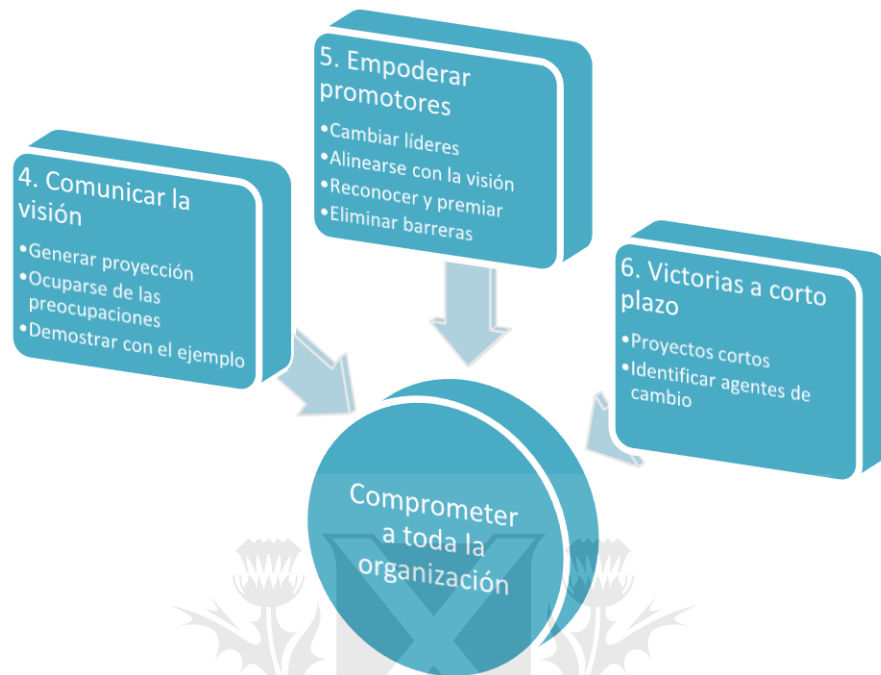 4. Comunicar la
visión
•Generar proyección
•Ocuparse de las
preocupaciones
•Demostrar con el ejemplo
5. Empoderar
promotores
•Cambiar líderes
•Alinearse con la visión
•Reconocer y premiar
•Eliminar barreras
6. Victorias a corto
plazo
•Proyectos cortos
•Identificar agentes de
cambio
Comprometer
a toda la
organización